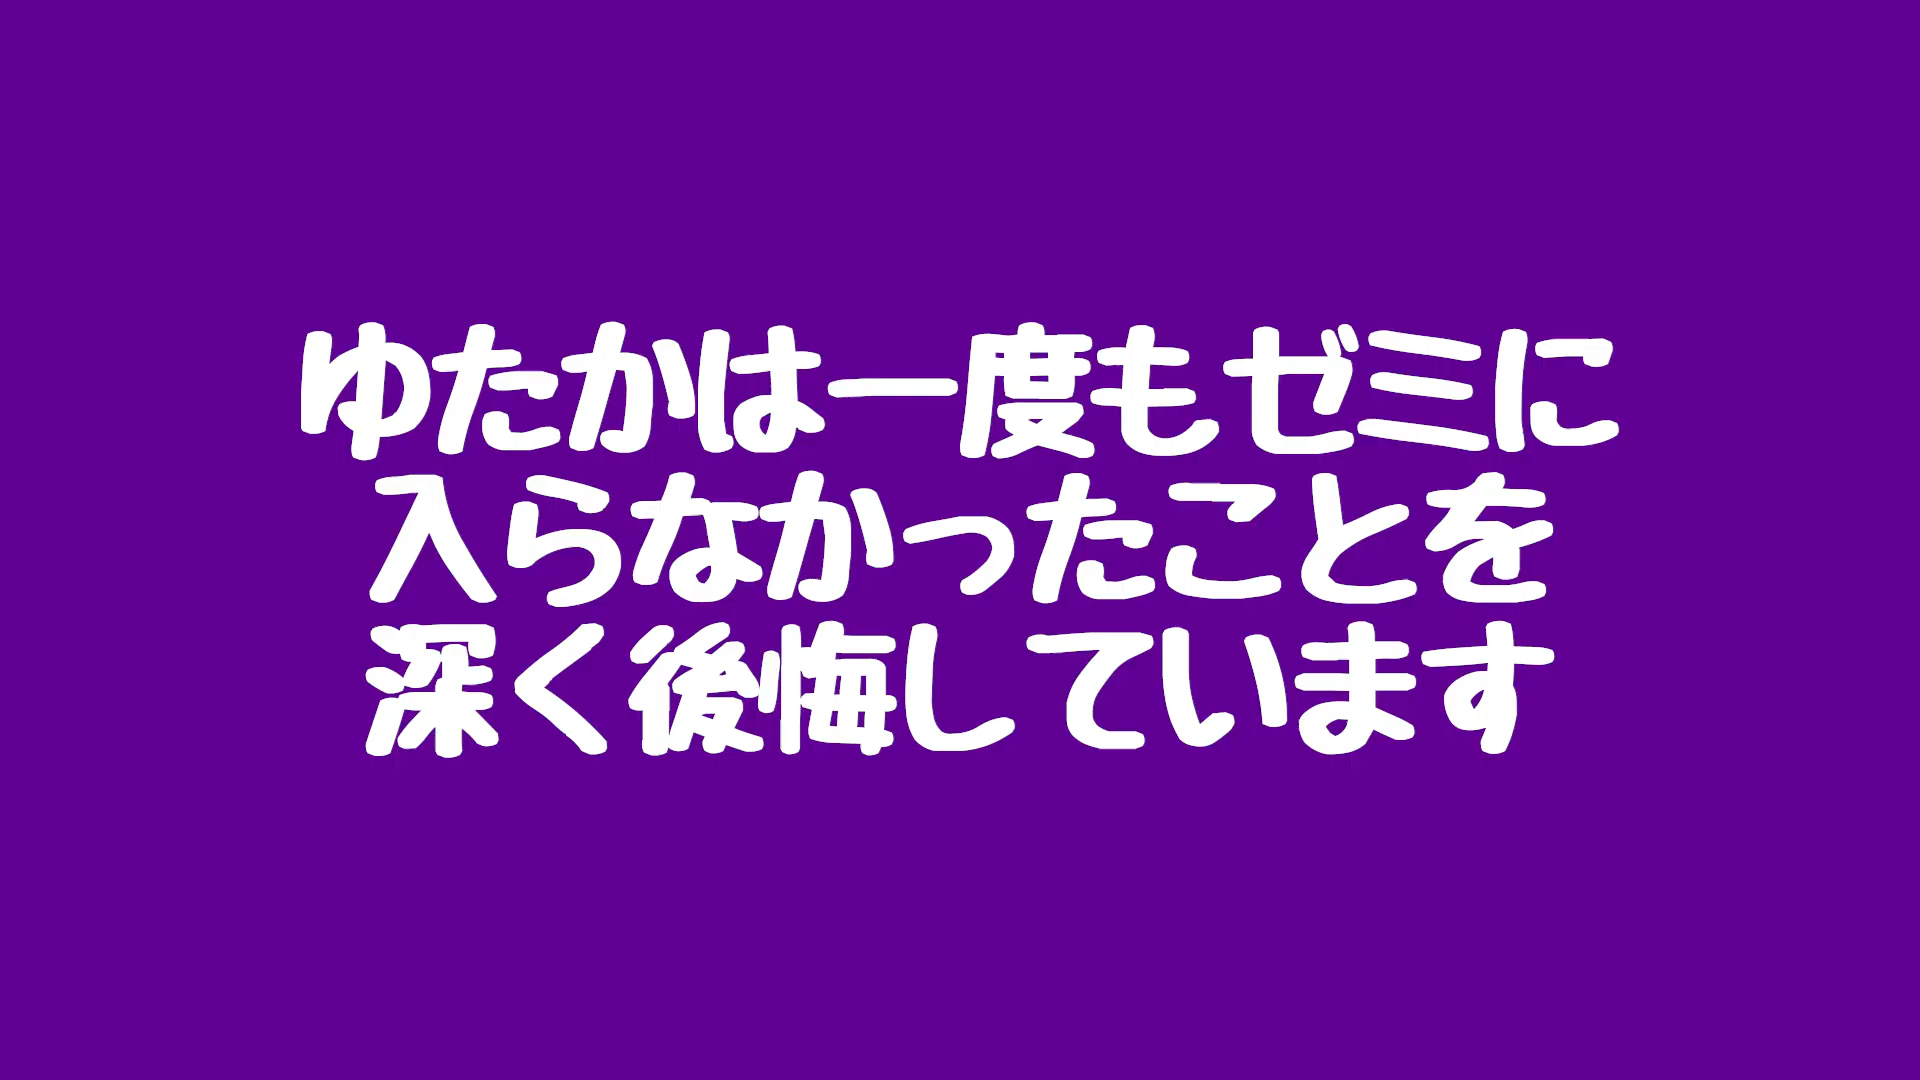 ゆたかは一度もゼミに
入らなかったことを
深く後悔しています